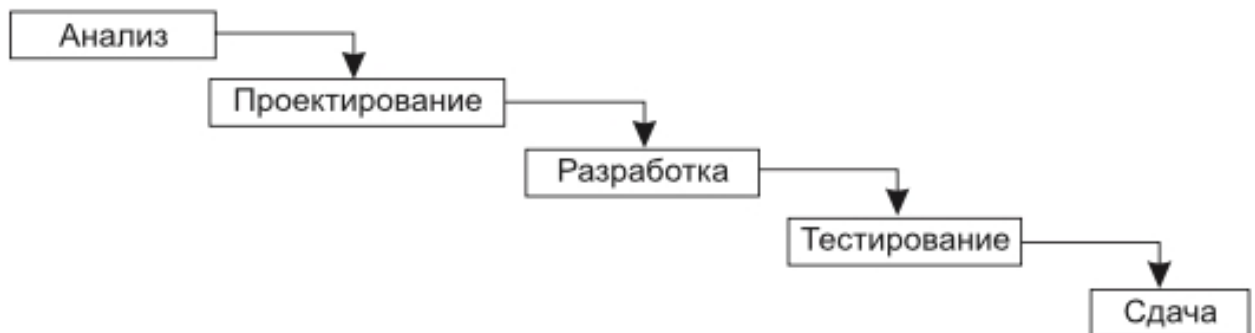 Анализ
Проектирование
Разработка
Тестирование
Сдача